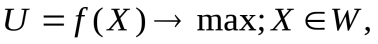 U = f(X) → max; X ∈ W,